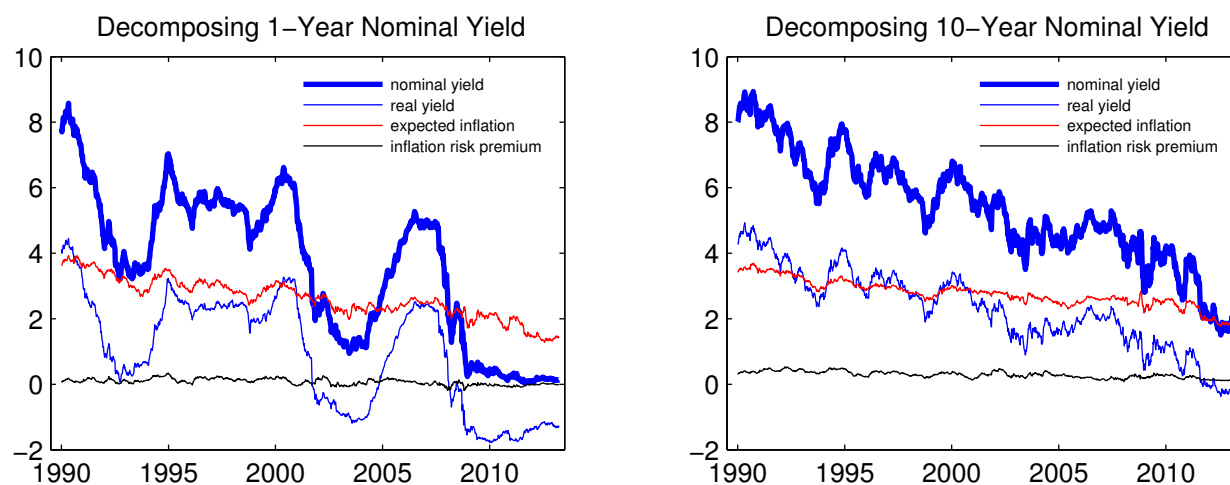 Decomposing 1−Year Nominal Yield
10
8
6
4
2
0
−2
nominal yield
real yield
expected inflation
inflation risk premium
1990 1995 2000 2005 2010
Decomposing 10−Year Nominal Yield
10
8
6
4
2
0
−2
nominal yield
real yield
expected inflation
inflation risk premium
1990 1995 2000 2005 2010